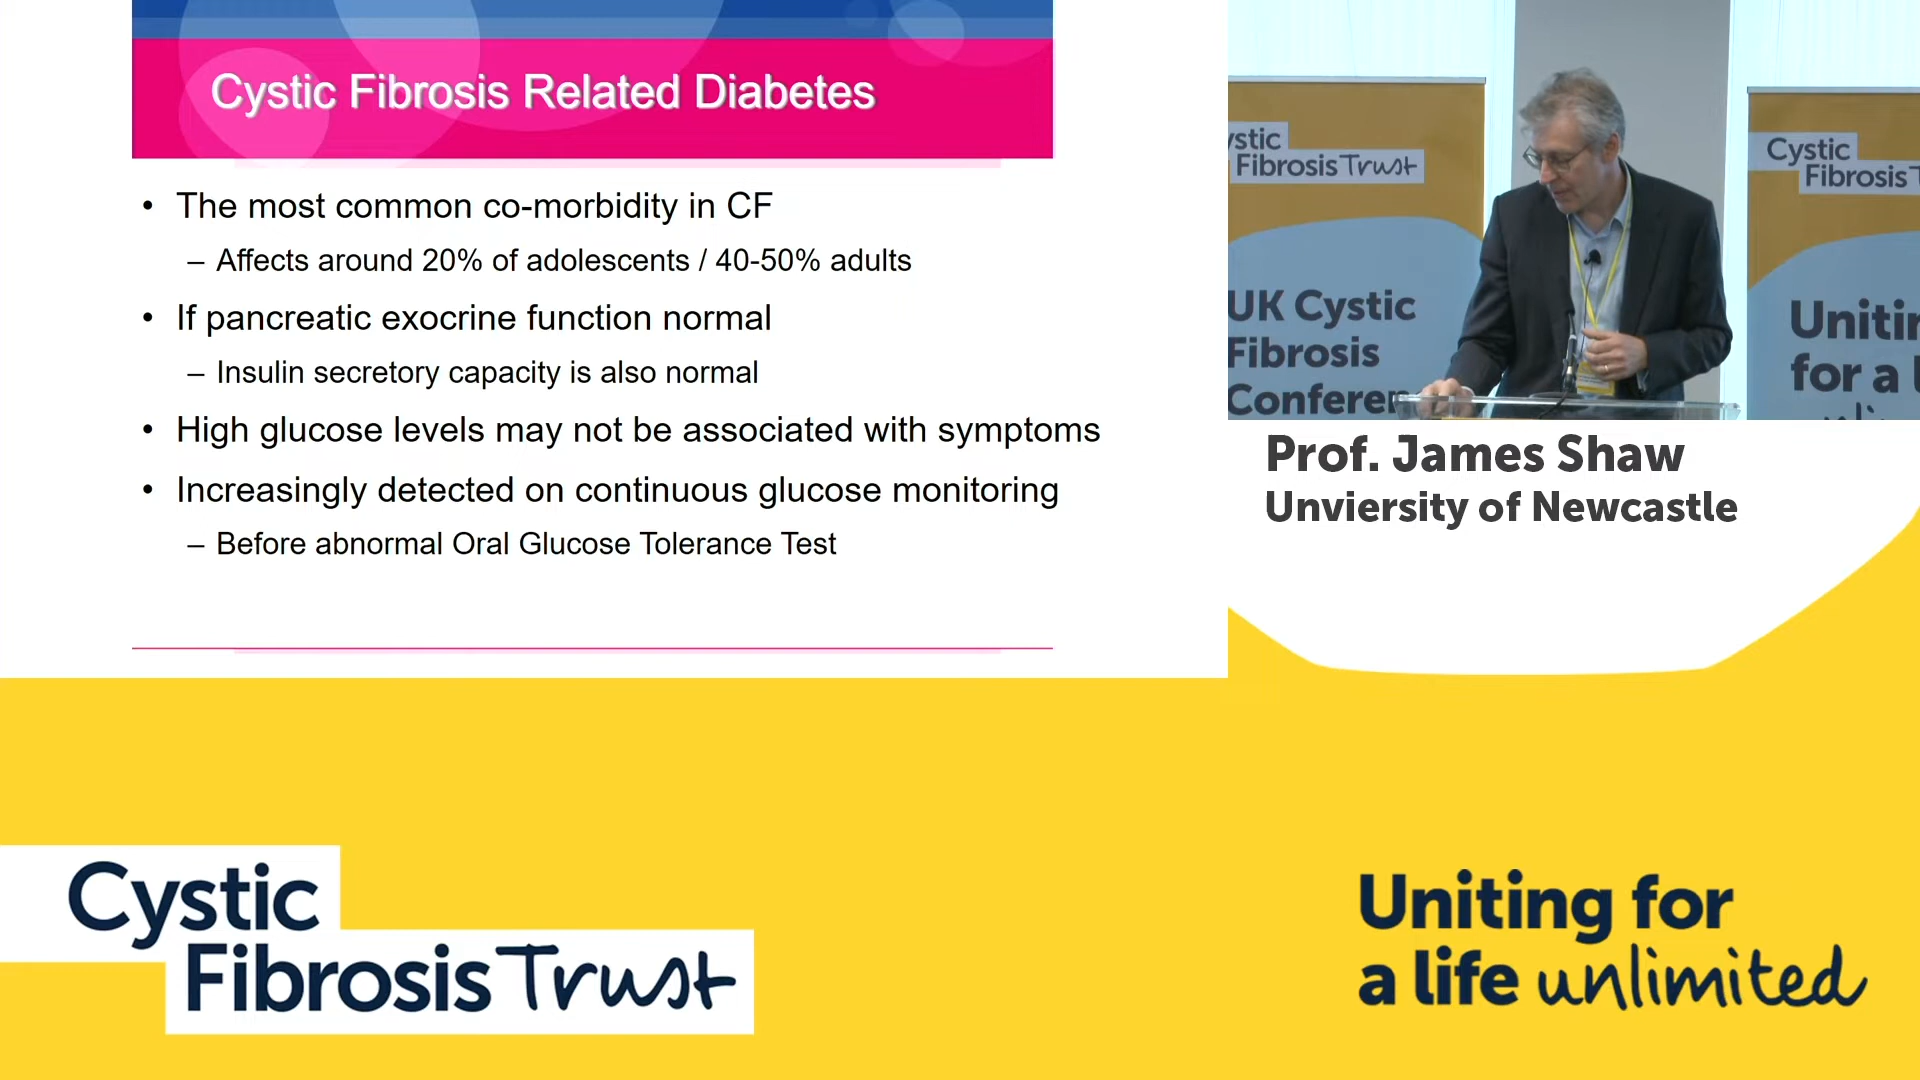 Cystic Fibrosis Related Diabetes
• The most common co-morbidity in CF
– Affects around 20% of adolescents / 40-50% adults
• If pancreatic exocrine function normal
– Insulin secretory capacity is also normal
• High glucose levels may not be associated with symptoms
• Increasingly detected on continuous glucose monitoring
– Before abnormal Oral Glucose Tolerance Test
ystic
Fibrosis Trust
UK Cystic
Fibrosis
Conferen
Cystic
Fibrosis T
Unitin
for a l
Prof. James Shaw
Unviersity of Newcastle
Cystic
Fibrosis Trust
Uniting for
a life unlimited